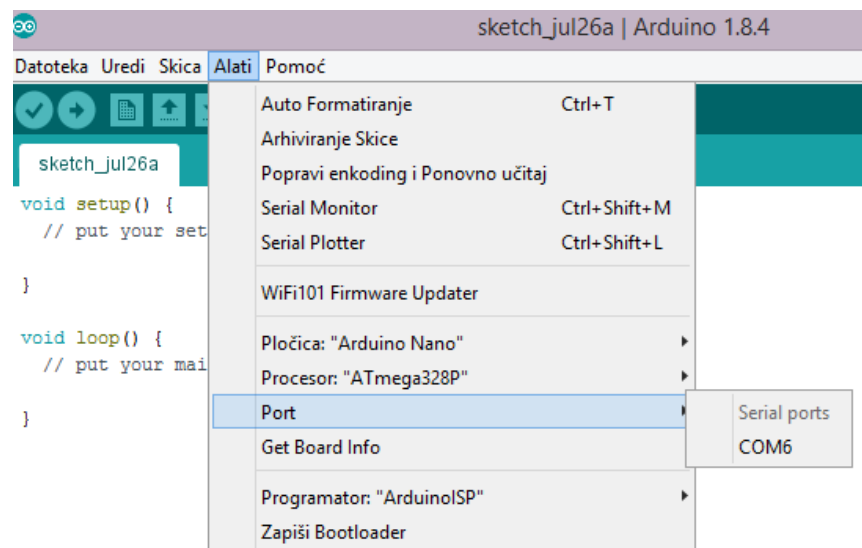 sketch_jul26a | Arduino 1.8.4
Datoteka Uredi Skica Alati Pomoć
sketch_jul26a
void setup() {
// put your set
}
void loop() {
// put your mai
}
Auto Formatiranje Ctrl+T
Arhiviranje Skice
Popravi enkoding i Ponovno učitaj
Serial Monitor Ctrl+Shift+M
Serial Plotter Ctrl+Shift+L
WiFi101 Firmware Updater
Pločica: "Arduino Nano"
Procesor: "ATmega328P"
Port
Get Board Info
Programator: "ArduinoISP"
Zapiši Bootloader
Serial ports
COM6